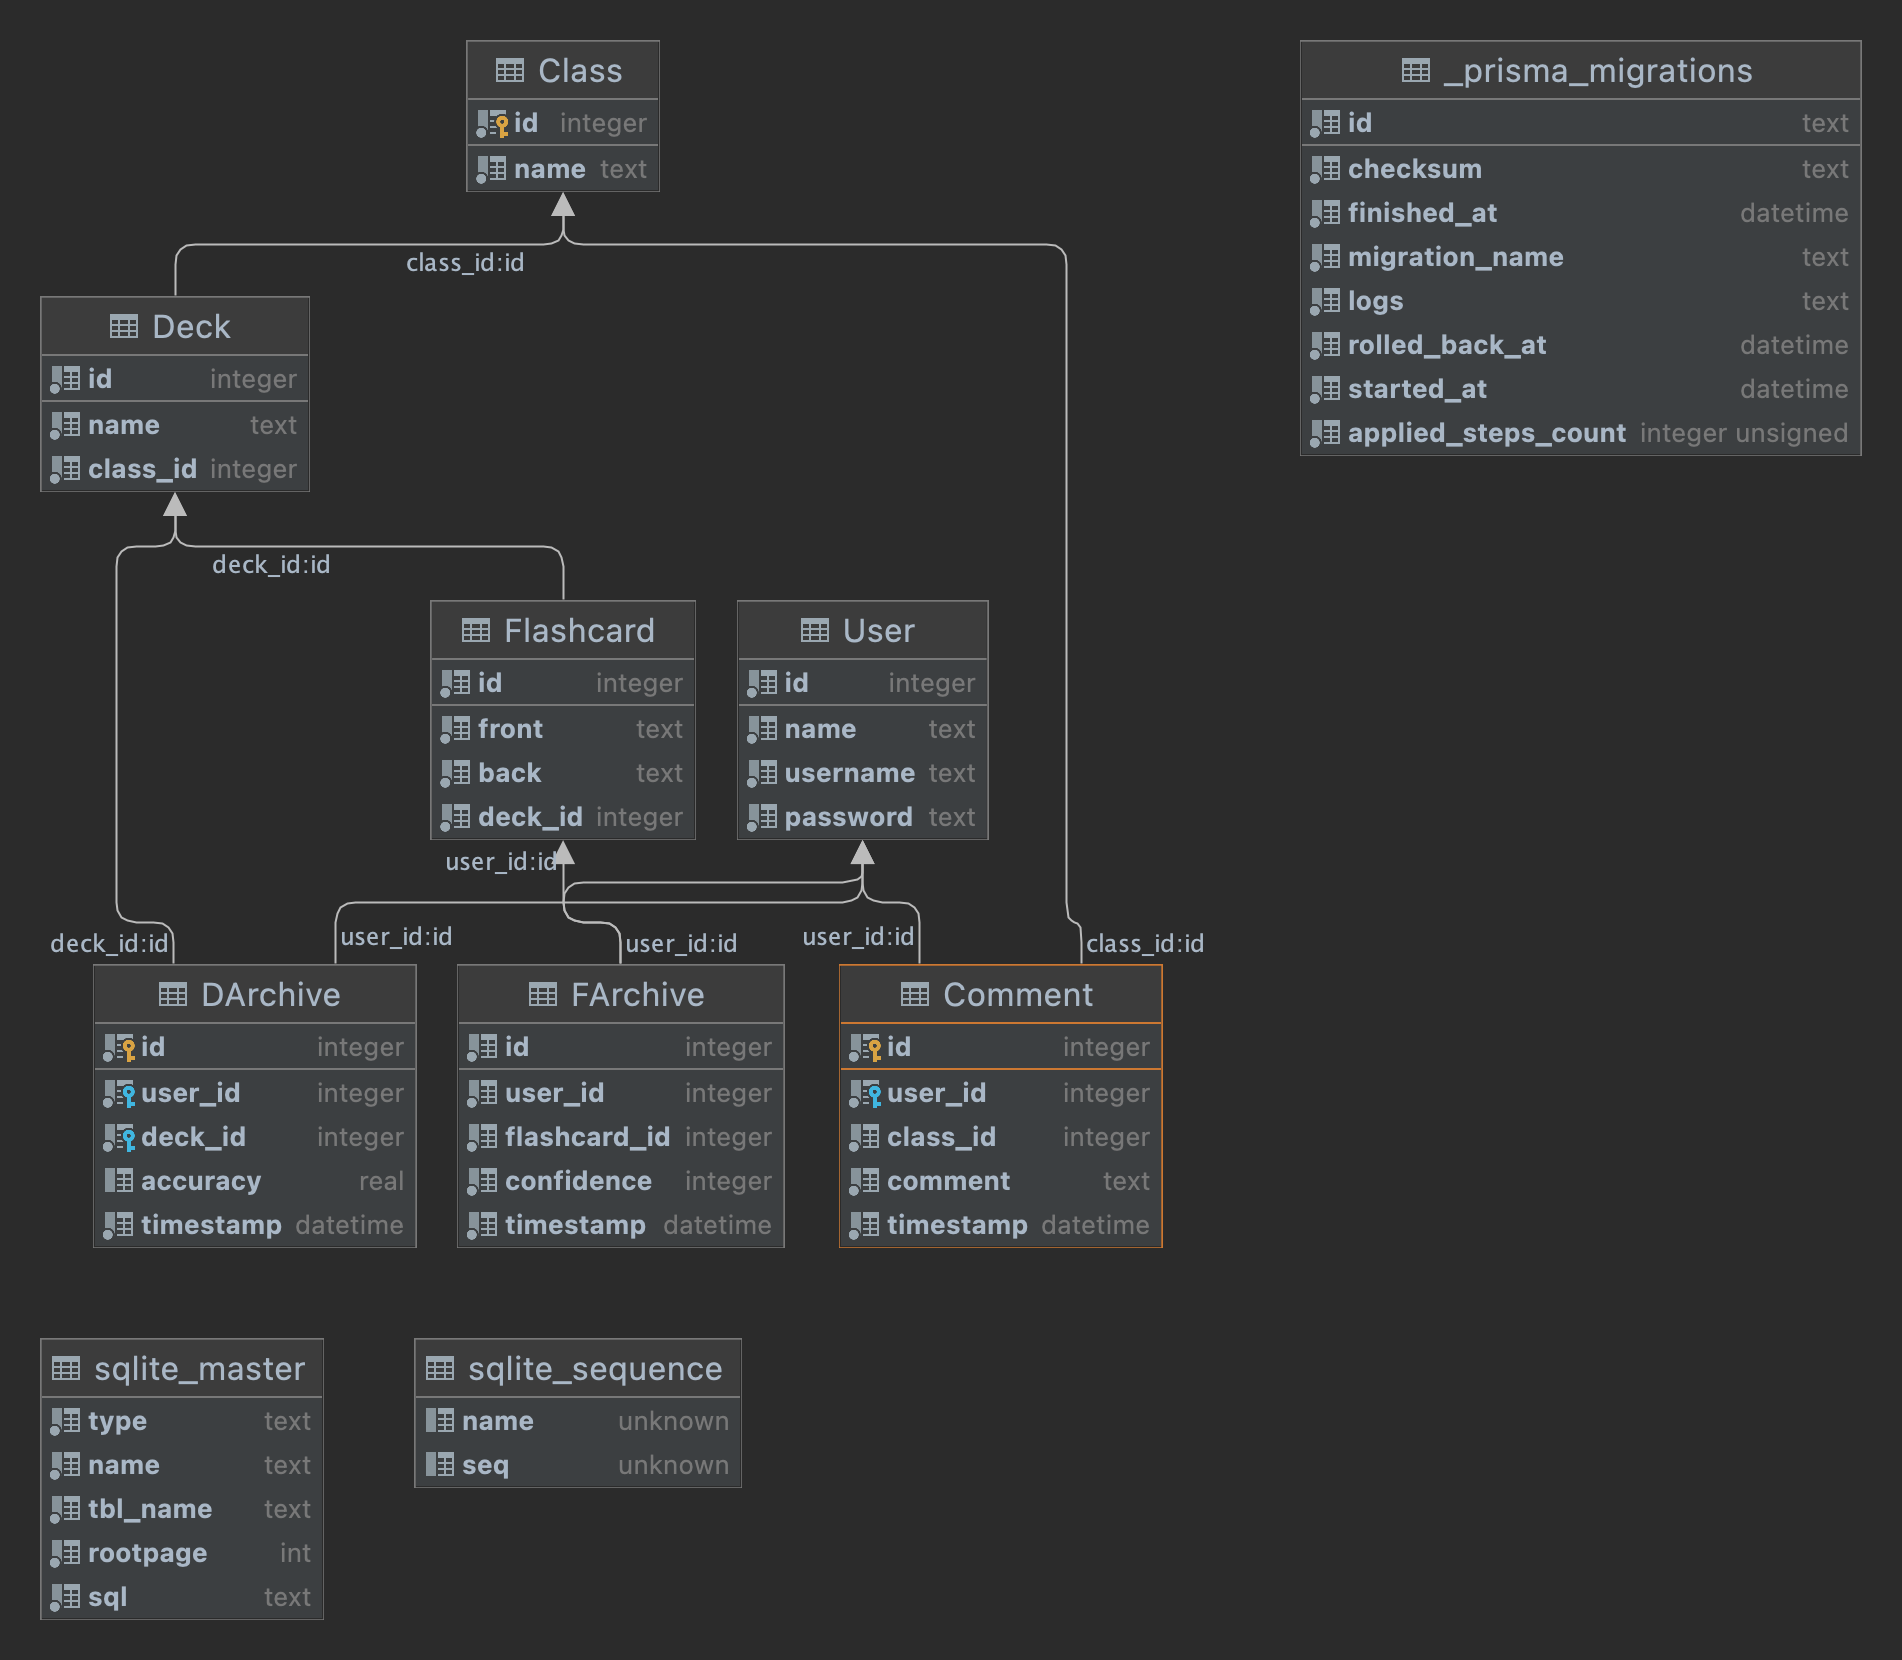 Class
id integer
name text
_prisma_migrations
id text
checksum text
finished_at datetime
migration_name text
logs text
rolled_back_at datetime
started_at datetime
applied_steps_count integer unsigned
class_id:id
Deck
id integer
name text
class_id integer
deck_id:id
Flashcard
id integer
front text
back text
deck_id integer
User
id integer
name text
username text
password text
user_id:id
deck_id:id
user_id:id
user_id:id
user_id:id
class_id:id
DArchive
id integer
user_id integer
deck_id integer
accuracy real
timestamp datetime
FArchive
id integer
user_id integer
flashcard_id integer
confidence integer
timestamp datetime
Comment
id integer
user_id integer
class_id integer
comment text
timestamp datetime
sqlite_master
type text
name text
tbl_name text
rootpage int
sql text
sqlite_sequence
name unknown
seq unknown